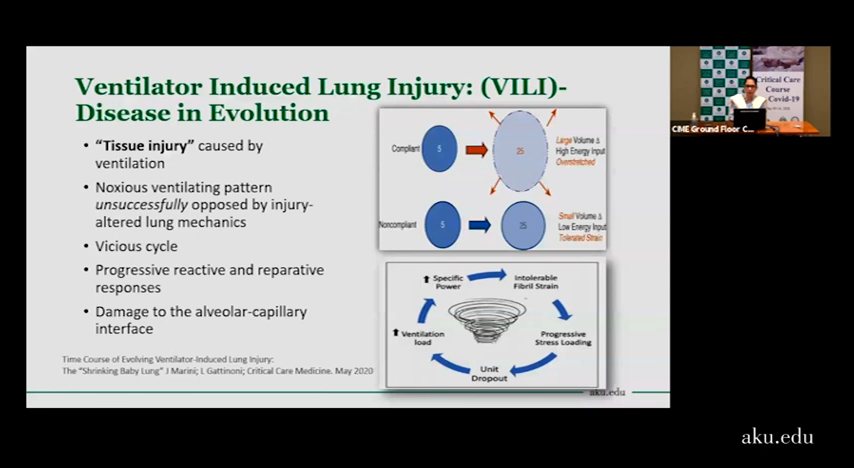 Ventilator Induced Lung Injury: (VILI)-
Disease in Evolution
• "Tissue injury" caused by
ventilation
• Noxious ventilating pattern
unsuccessfully opposed by injury-
altered lung mechanics
• Vicious cycle
• Progressive reactive and reparative
responses
• Damage to the alveolar-capillary
interface
Time Course of Evolving Ventilator-Induced Lung Injury:
The "Shrinking Baby Lung" J Marini; L Gattinoni; Critical Care Medicine. May 2020
Compliant
5
25
Large Volume Δ
High Energy Input
Overstretched
Noncompliant
5
25
Small Volume Δ
Low Energy Input
Tolerated Strain
Specific
Power
Intolerable
Fibril Strain
Progressive
Stress Loading
Unit
Dropout
Ventilation
load
aku.edu
Critical Care
Course
Covid-19
CIME Ground Floor C...
aku.edu